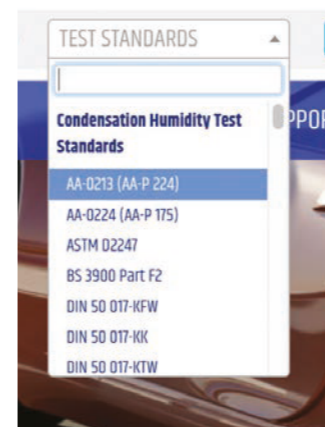 TEST STANDARDS
Condensation Humidity Test
Standards
AA-0213 (AA-P 224)
AA-0224 (AA-P 175)
ASTM D2247
BS 3900 Part F2
DIN 50 017-KFW
DIN 50 017-KK
DIN 50 017-KTW